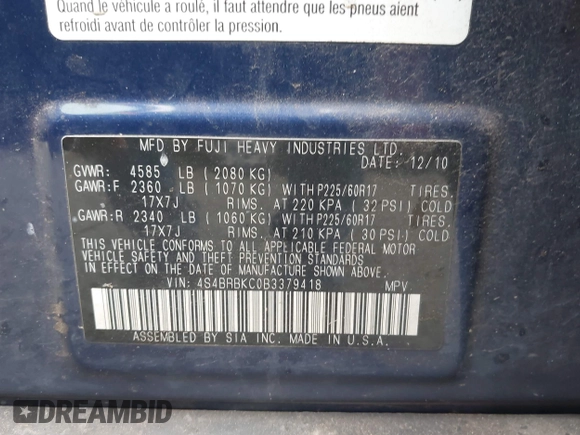 Quand le véhicule a roulé, il faut attendre que les pneus aient
refroidi avant de contrôler la pression.
MFD BY FUJI HEAVY INDUSTRIES LTD.
DATE: 12/10
GVWR: 4585 LB (2080 KG)
GAWR:F 2360 LB (1070 KG) WITH P225/60R17 TIRES.
17X7J RIMS. AT 220 KPA (32 PSI) COLD
GAWR:R 2340 LB (1060 KG) WITH P225/60R17 TIRES.
17X7J RIMS. AT 210 KPA (30 PSI) COLD
THIS VEHICLE CONFORMS TO ALL APPLICABLE FEDERAL MOTOR
VEHICLE SAFETY AND THEFT PREVENTION STANDARDS
IN EFFECT ON THE DATE OF MANUFACTURE SHOWN ABOVE.
VIN: 4S4BRBKC0B3379418 MPV
ASSEMBLED BY SIA INC. MADE IN U.S.A.
DREAMBID